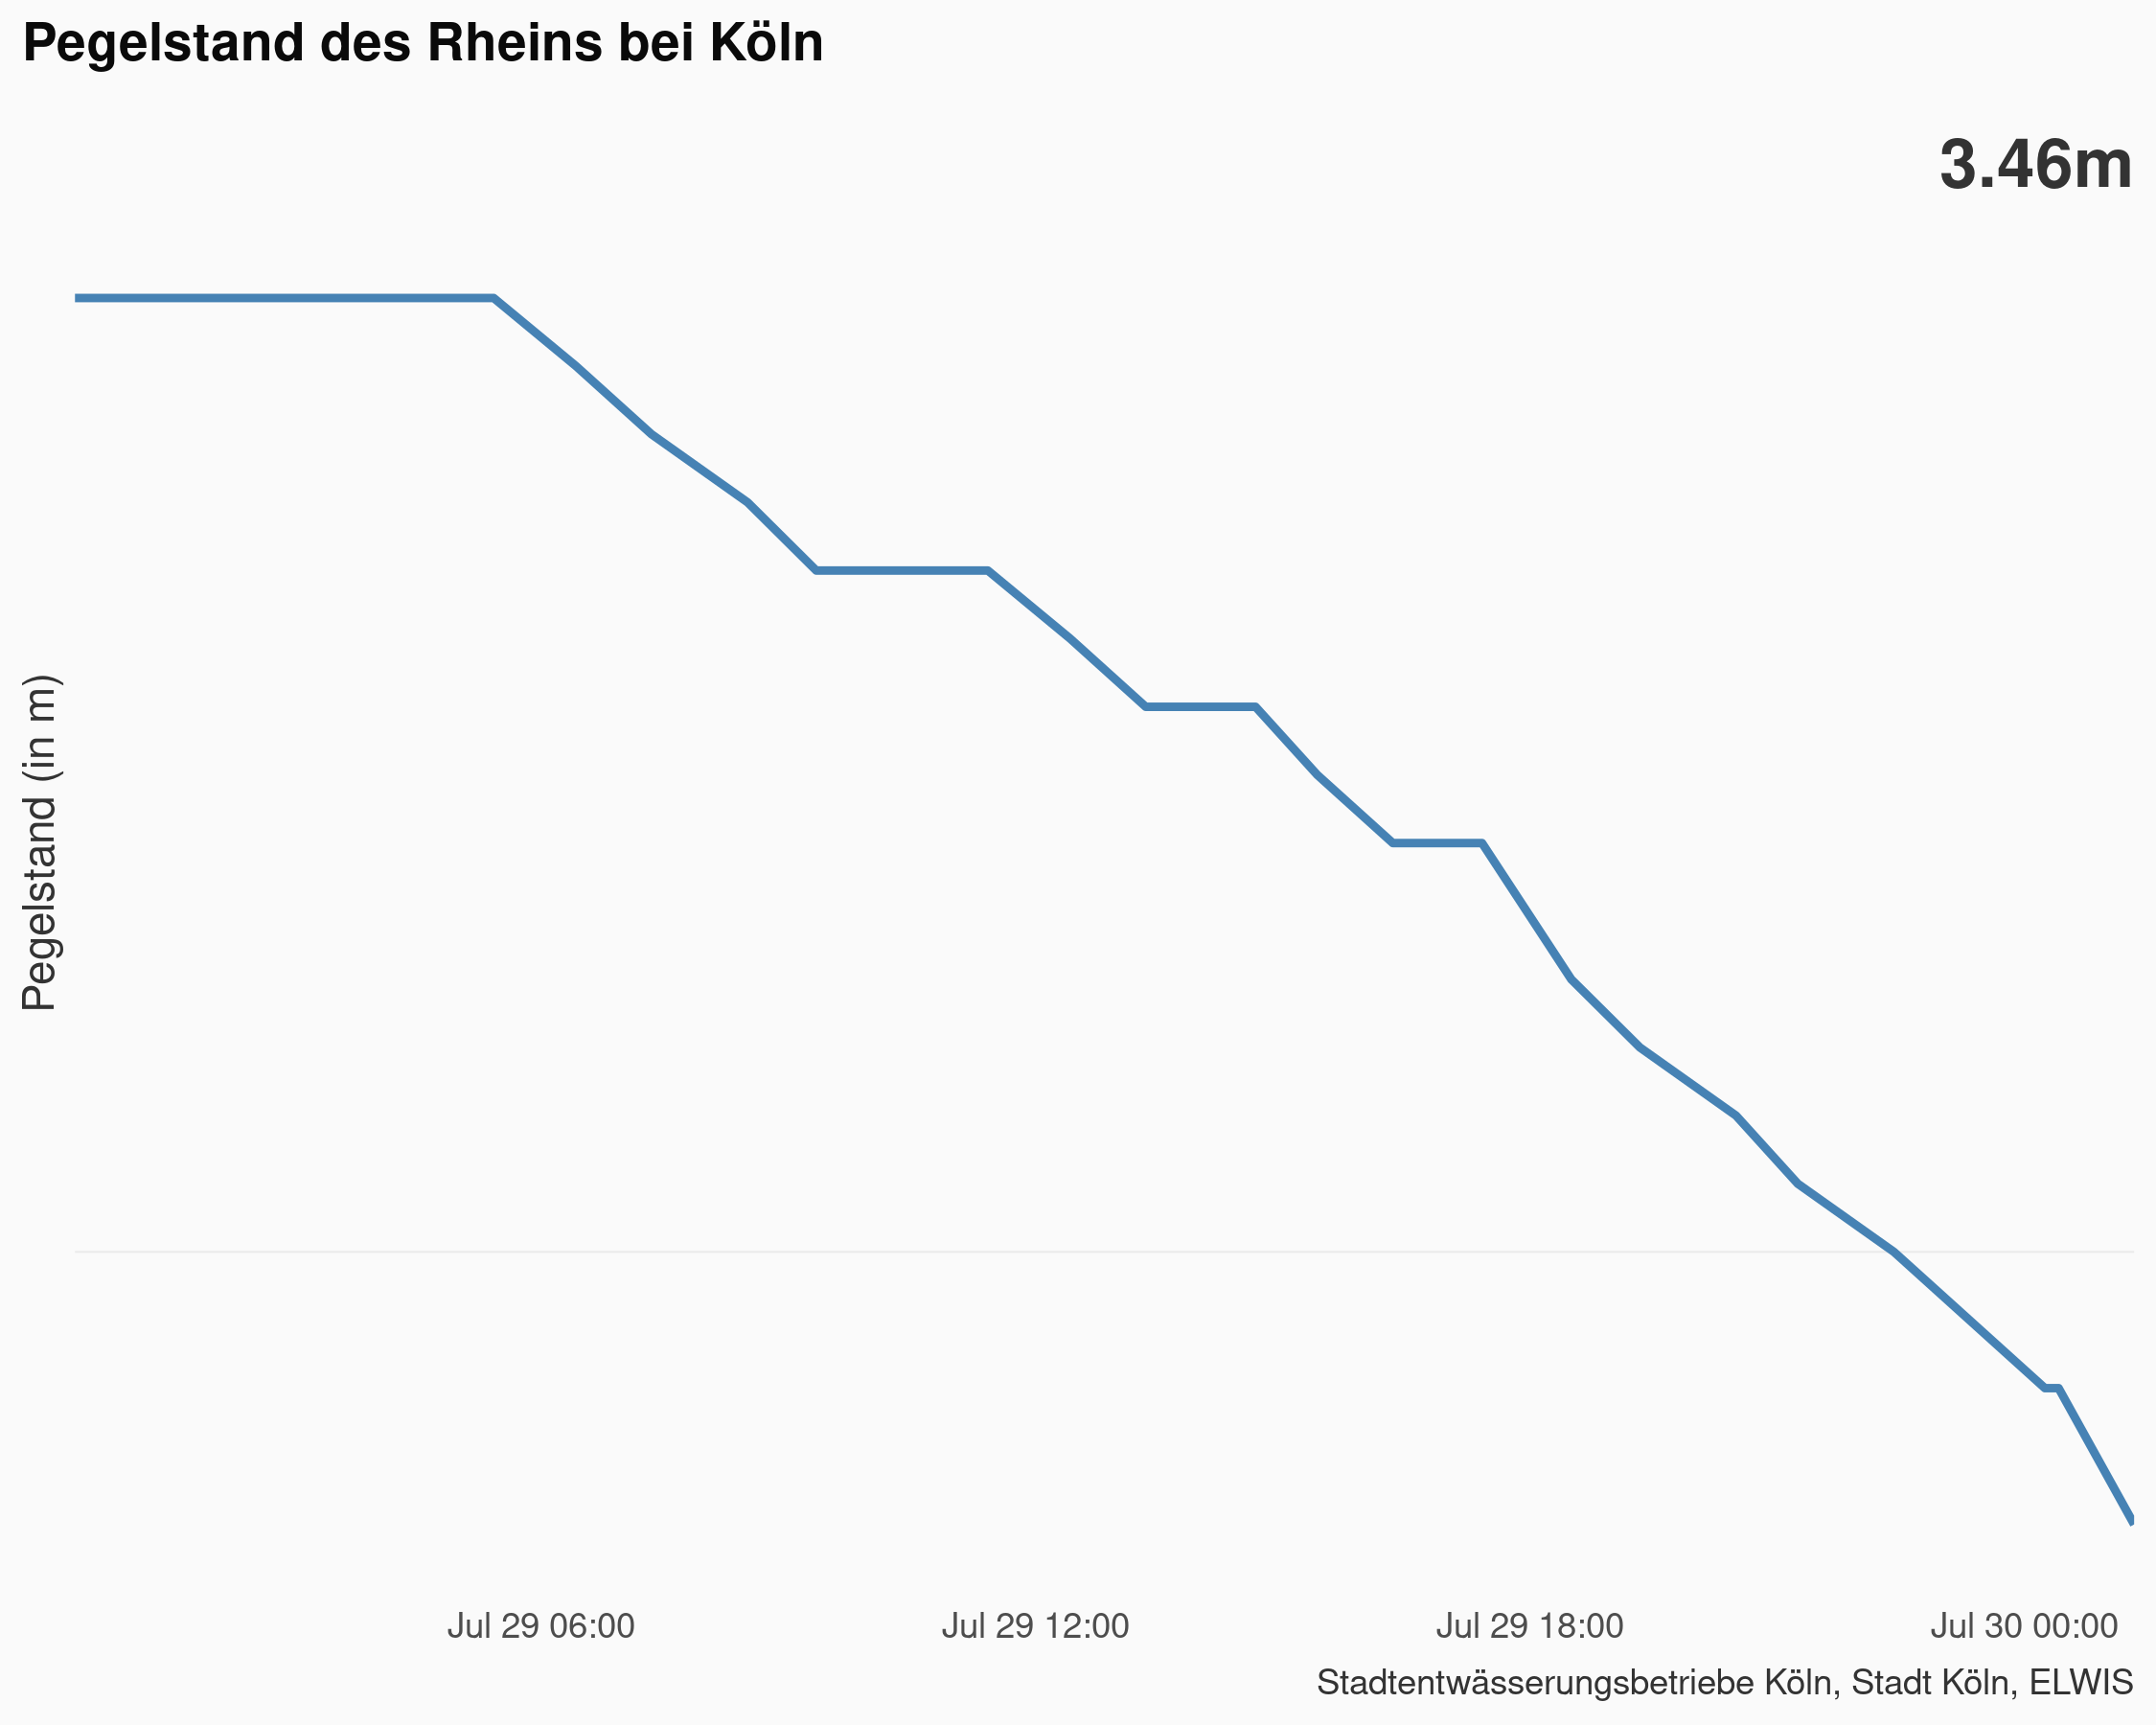 Pegelstand des Rheins bei Köln
3.46m
Pegelstand (in m)
Jul 29 06:00
Jul 29 12:00
Jul 29 18:00
Jul 30 00:00
Stadtentwässerungsbetriebe Köln, Stadt Köln, ELWIS